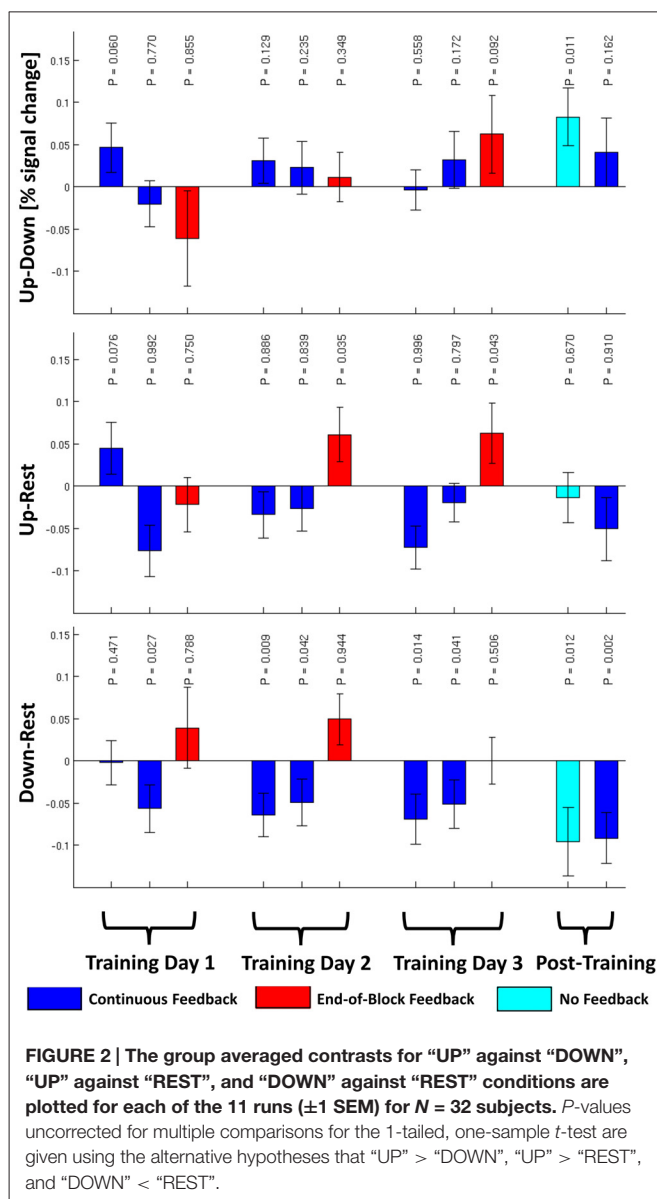 P = 0.060
P = 0.770
P = 0.855
P = 0.129
P = 0.235
P = 0.349
P = 0.558
P = 0.172
P = 0.092
P = 0.011
P = 0.162
Up-Down [% signal change]
0.15
0.1
0.05
0
-0.05
-0.1
P = 0.076
P = 0.992
P = 0.750
P = 0.886
P = 0.839
P = 0.035
P = 0.996
P = 0.797
P = 0.043
P = 0.670
P = 0.910
Up-Rest
0.15
0.1
0.05
0
-0.05
-0.1
P = 0.471
P = 0.027
P = 0.788
P = 0.009
P = 0.042
P = 0.944
P = 0.014
P = 0.041
P = 0.506
P = 0.012
P = 0.002
Down-Rest
0.15
0.1
0.05
0
-0.05
-0.1
Training Day 1 Training Day 2 Training Day 3 Post-Training
Continuous Feedback End-of-Block Feedback No Feedback
FIGURE 2 | The group averaged contrasts for “UP” against “DOWN”,
“UP” against “REST”, and “DOWN” against “REST” conditions are
plotted for each of the 11 runs (±1 SEM) for N = 32 subjects. P-values
uncorrected for multiple comparisons for the 1-tailed, one-sample t-test are
given using the alternative hypotheses that “UP” > “DOWN”, “UP” > “REST”,
and “DOWN” < “REST”.